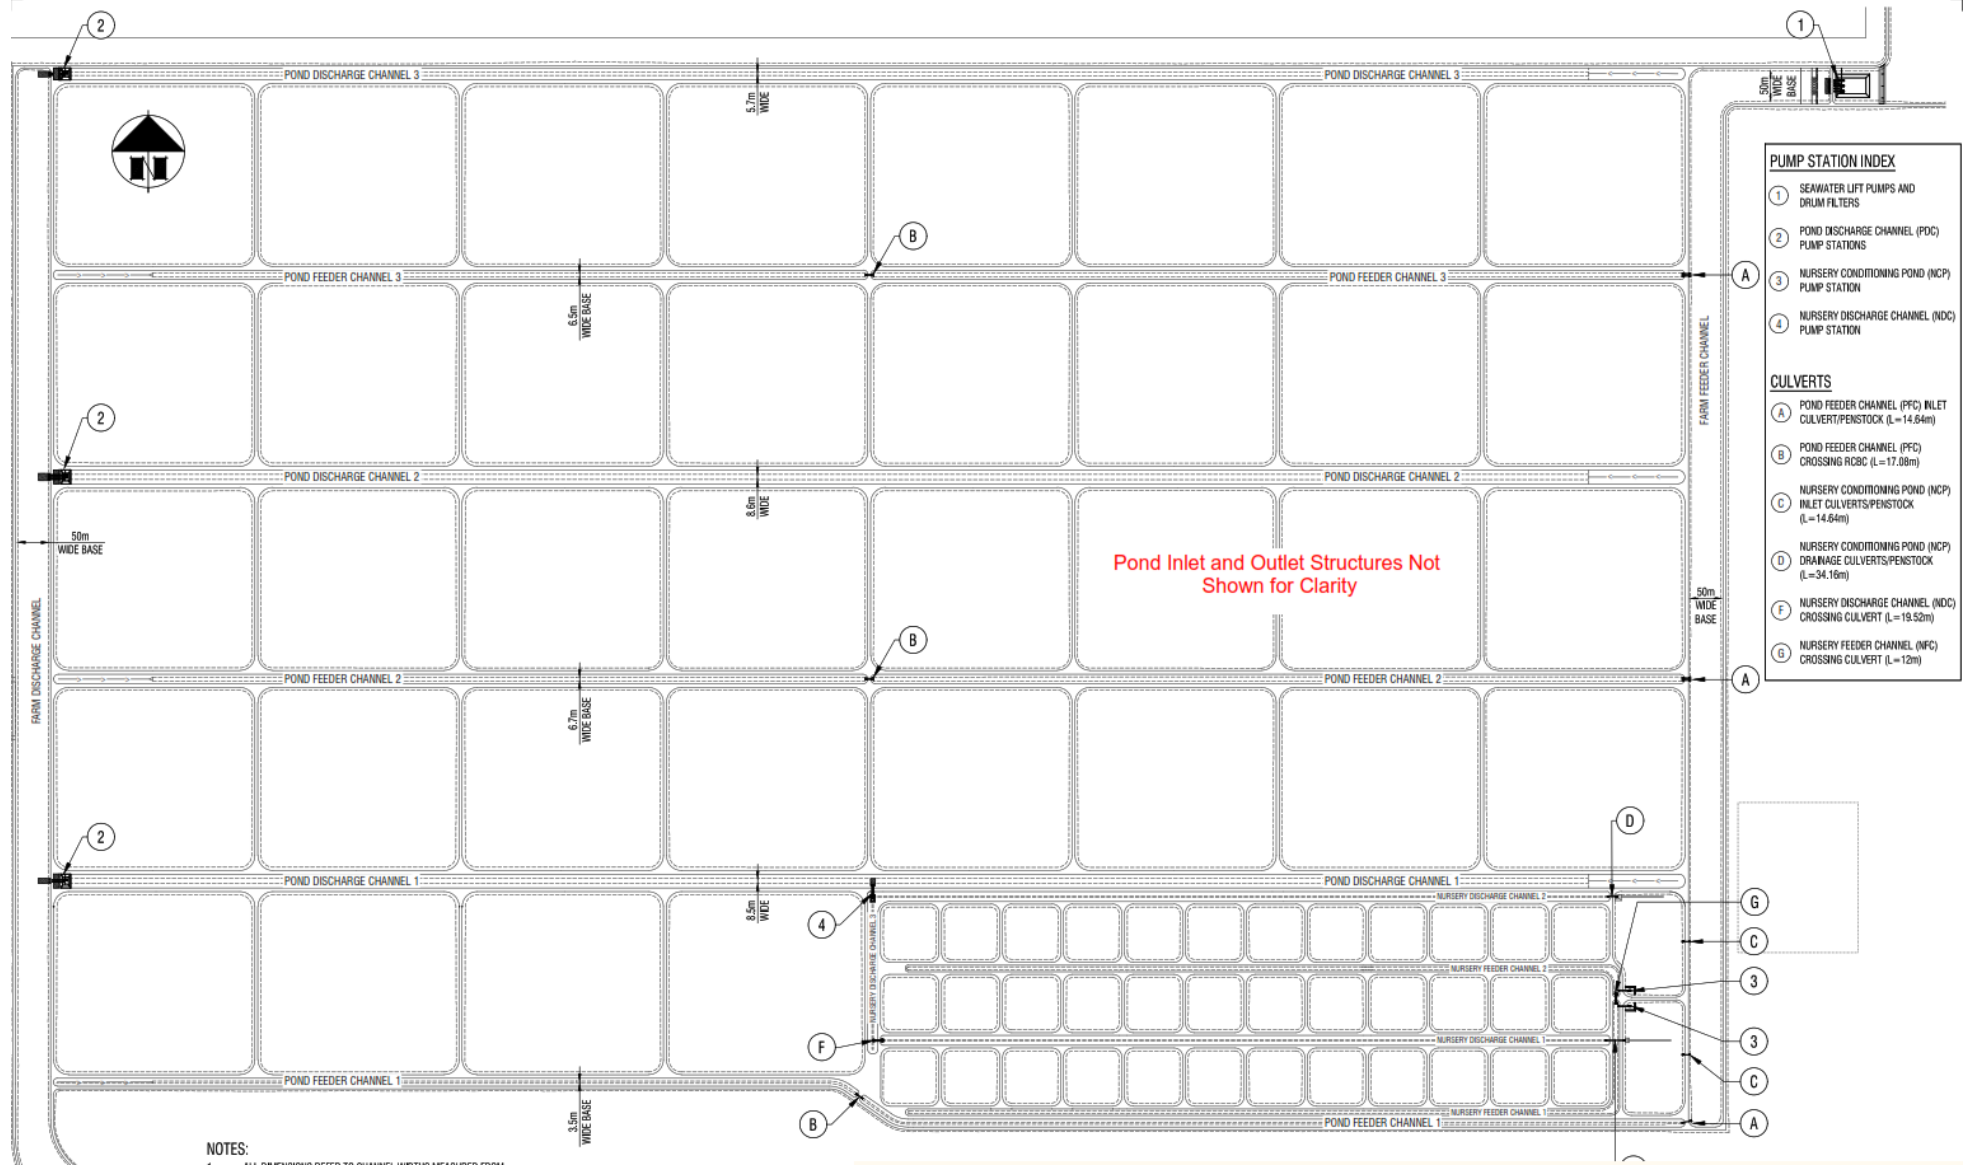 2
1
POND DISCHARGE CHANNEL 3
POND DISCHARGE CHANNEL 3
5.7m
WIDE
50m
WIDE
BASE
N
B
POND FEEDER CHANNEL 3
POND FEEDER CHANNEL 3
A
6.5m
WIDE BASE
FARM FEEDER CHANNEL
PUMP STATION INDEX
1 SEAWATER LIFT PUMPS AND
DRUM FILTERS
2 POND DISCHARGE CHANNEL (PDC)
PUMP STATIONS
3 NURSERY CONDITIONING POND (NCP)
PUMP STATION
4 NURSERY DISCHARGE CHANNEL (NDC)
PUMP STATION
CULVERTS
A POND FEEDER CHANNEL (PFC) INLET
CULVERT/PENSTOCK (L=14.64m)
B POND FEEDER CHANNEL (PFC)
CROSSING RCBC (L=17.08m)
C NURSERY CONDITIONING POND (NCP)
INLET CULVERTS/PENSTOCK
(L=14.64m)
D NURSERY CONDITIONING POND (NCP)
DRAINAGE CULVERTS/PENSTOCK
(L=34.16m)
F NURSERY DISCHARGE CHANNEL (NDC)
CROSSING CULVERT (L=19.52m)
G NURSERY FEEDER CHANNEL (NFC)
CROSSING CULVERT (L=12m)
2
POND DISCHARGE CHANNEL 2
POND DISCHARGE CHANNEL 2
8.6m
WIDE
50m
WIDE BASE
Pond Inlet and Outlet Structures Not
Shown for Clarity
50m
WIDE
BASE
FARM DISCHARGE CHANNEL
B
POND FEEDER CHANNEL 2
POND FEEDER CHANNEL 2
A
6.7m
WIDE BASE
2
D
POND DISCHARGE CHANNEL 1
POND DISCHARGE CHANNEL 1
8.5m
WIDE
4
NURSERY DISCHARGE CHANNEL 2
G
NURSERY DISCHARGE CHANNEL 3
C
NURSERY FEEDER CHANNEL 2
3
F
NURSERY DISCHARGE CHANNEL 1
3
POND FEEDER CHANNEL 1
C
3.5m
WIDE BASE
B
NURSERY FEEDER CHANNEL 1
POND FEEDER CHANNEL 1
A
NOTES: